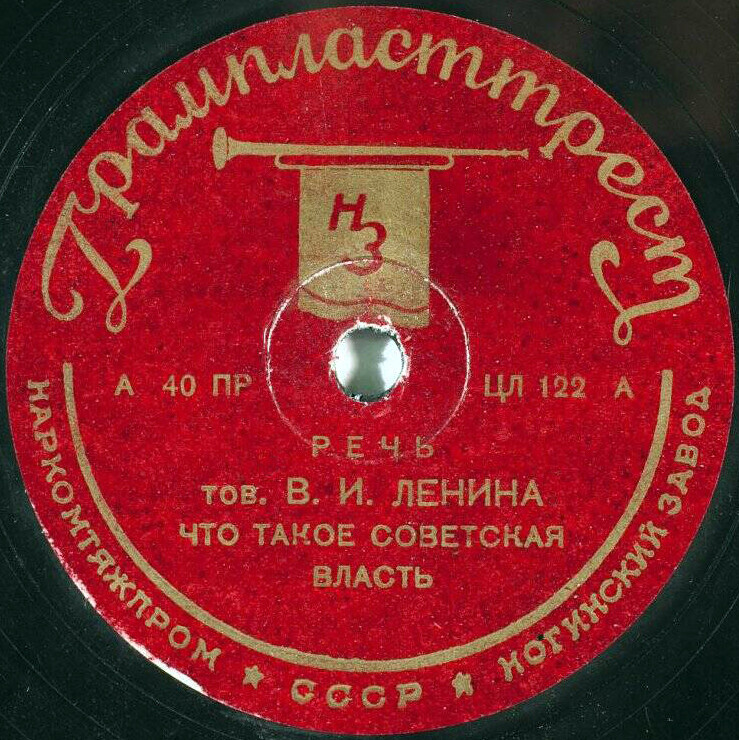 Грампласттрест
НЗ
А 40 ПР ЦЛ 122 А
РЕЧЬ
тов. В. И. ЛЕНИНА
ЧТО ТАКОЕ СОВЕТСКАЯ
ВЛАСТЬ
НАРКОМТЯЖПРОМ ★ СССР ★ НОГИНСКИЙ ЗАВОД